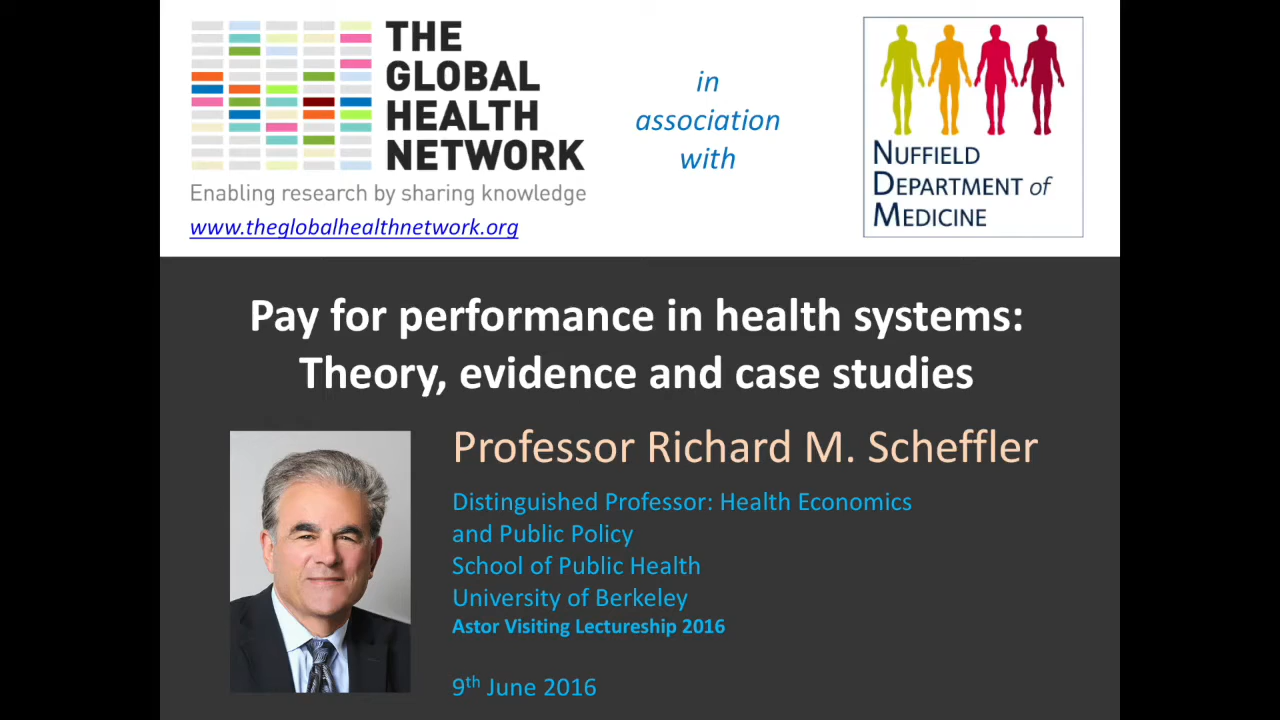 THE
GLOBAL
HEALTH
NETWORK
Enabling research by sharing knowledge
www.theglobalhealthnetwork.org
in
association
with
NUFFIELD
DEPARTMENT of
MEDICINE
Pay for performance in health systems:
Theory, evidence and case studies
Professor Richard M. Scheffler
Distinguished Professor: Health Economics
and Public Policy
School of Public Health
University of Berkeley
Astor Visiting Lectureship 2016
9th June 2016